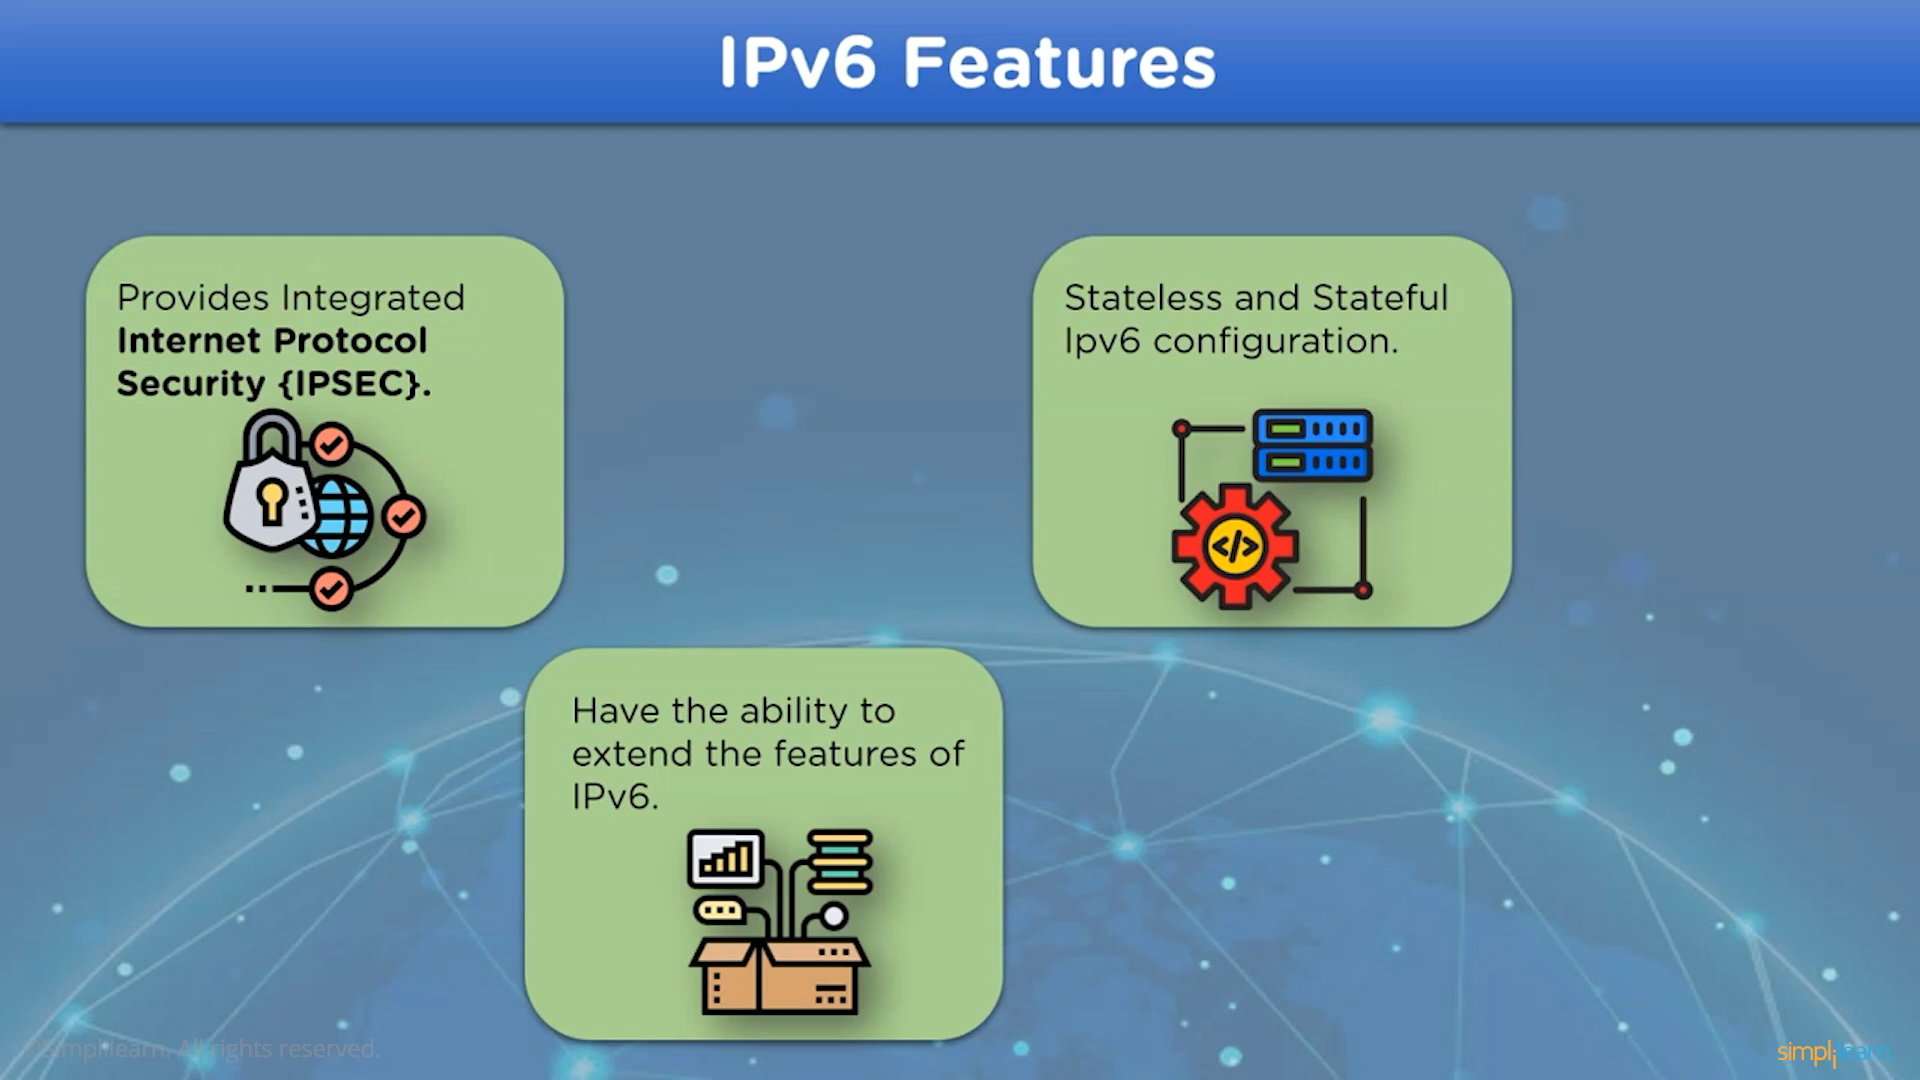 IPv6 Features
Provides Integrated
Internet Protocol
Security {IPSEC}.
Stateless and Stateful
Ipv6 configuration.
Have the ability to
extend the features of
IPv6.
</>
©Simplilearn. All rights reserved.
simplilearn